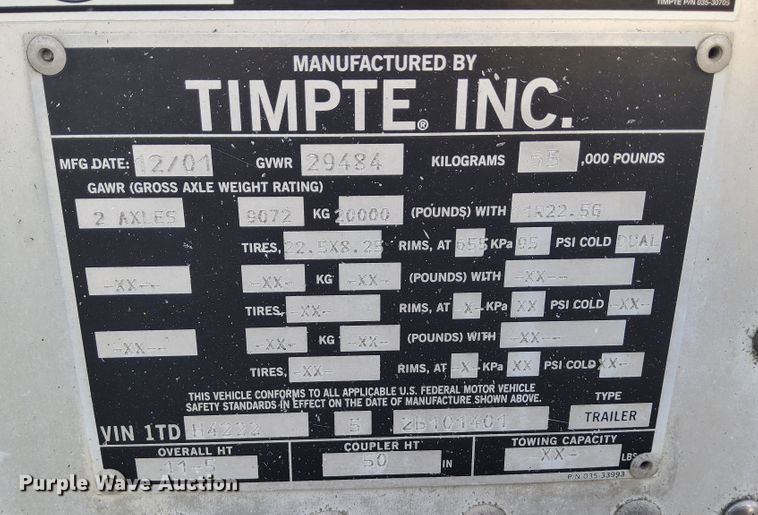 TIMPTE P/N 035-30709
MANUFACTURED BY
TIMPTE® INC.
MFG DATE: 12/01 GVWR 29484 KILOGRAMS 65 ,000 POUNDS
GAWR (GROSS AXLE WEIGHT RATING)
2 AXLES 9072 KG 20000 (POUNDS) WITH 11R22.5G
TIRES, 22.5X8.25 RIMS, AT 655 KPa 95 PSI COLD DUAL
-XX-- -XX- KG -XX-- (POUNDS) WITH -XX--
TIRES, -XX- RIMS, AT -X- KPa XX PSI COLD -XX-
-XX-- -XX- KG -XX-- (POUNDS) WITH -XX--
TIRES, -XX- RIMS, AT -X- KPa XX PSI COLD XX-
THIS VEHICLE CONFORMS TO ALL APPLICABLE U.S. FEDERAL MOTOR VEHICLE
SAFETY STANDARDS IN EFFECT ON THE DATE OF MANUFACTURE SHOWN ABOVE.
TYPE
VIN 1TD H4222 2B101401 TRAILER
OVERALL HT COUPLER HT TOWING CAPACITY
11-5 50 IN XX- LBS
P/N 035-33993
Purple Wave Auction